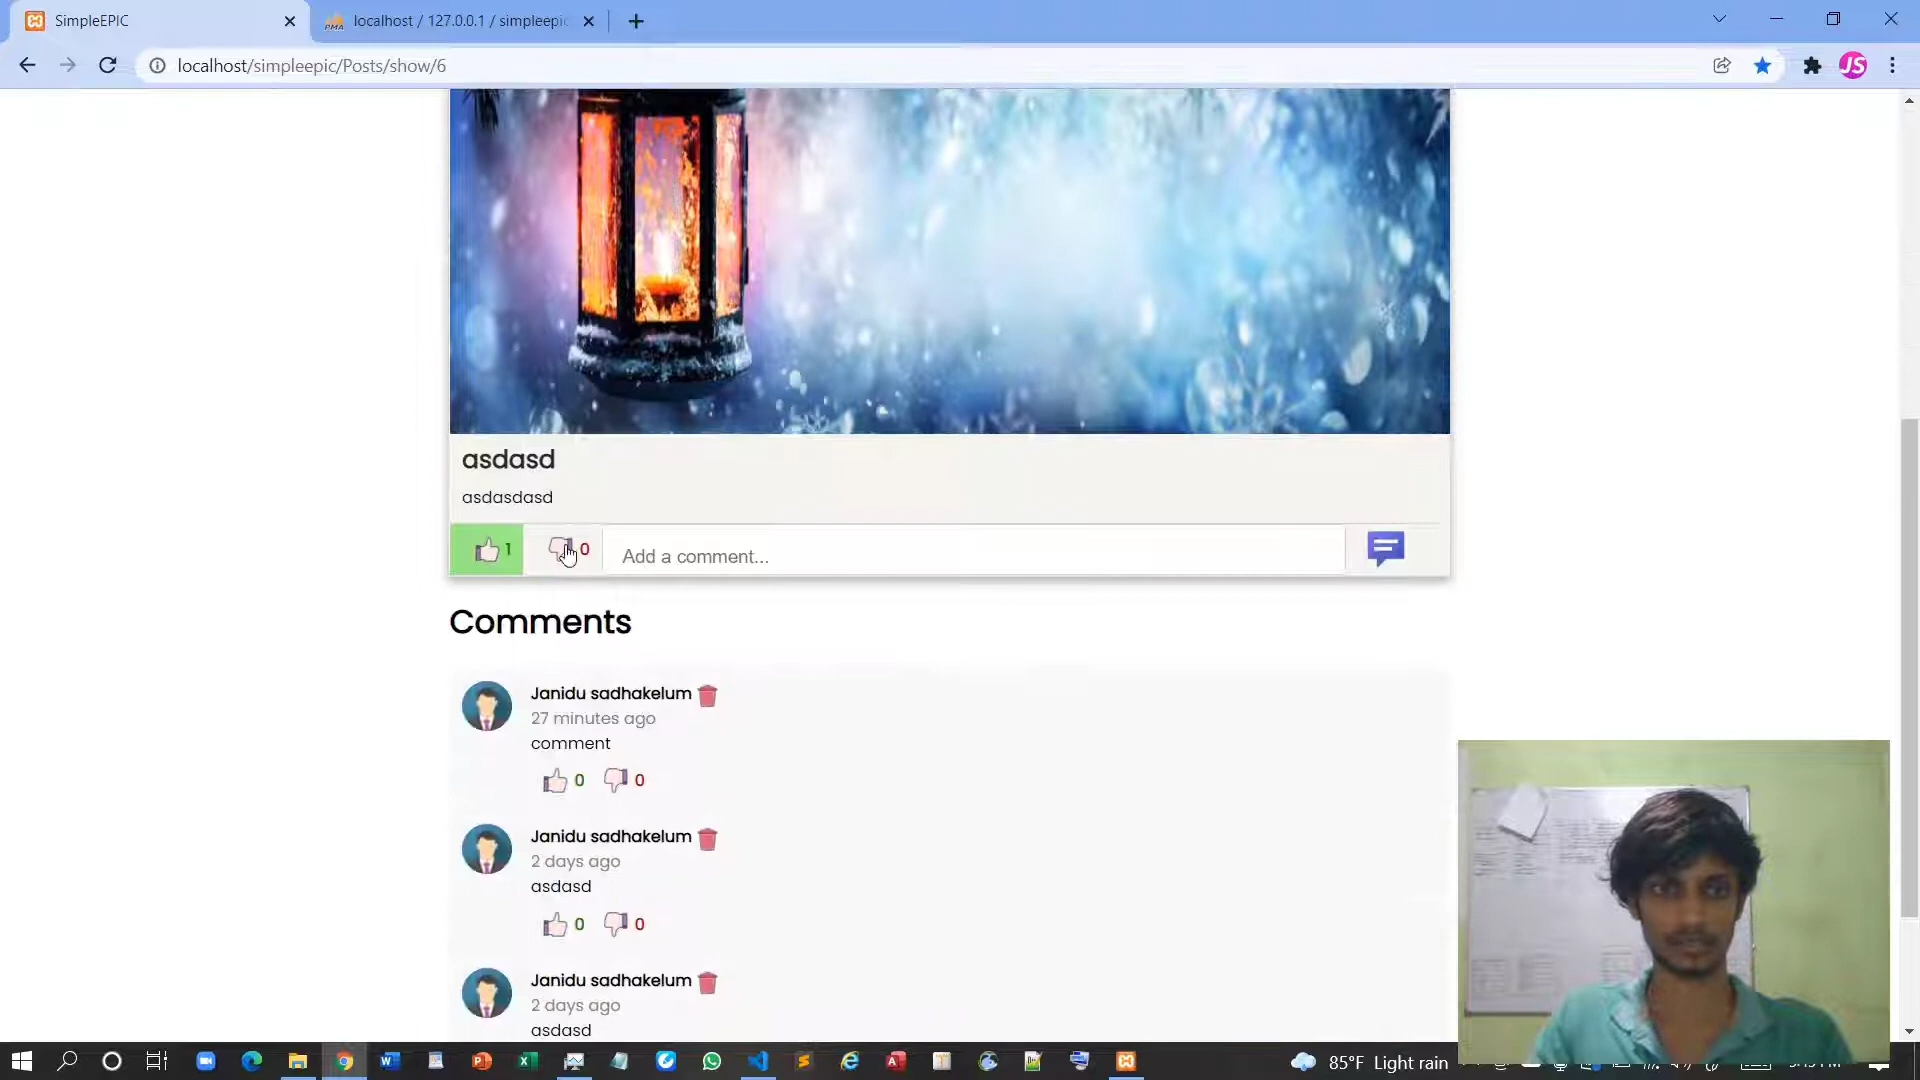 SimpleEPIC
localhost / 127.0.0.1 / simpleepic
localhost/simpleepic/Posts/show/6
JS
asdasd
asdasdasd
1 0 Add a comment...
Comments
Janidu sadhakelum
27 minutes ago
comment
0 0
Janidu sadhakelum
2 days ago
asdasd
0 0
Janidu sadhakelum
2 days ago
asdasd
85°F Light rain